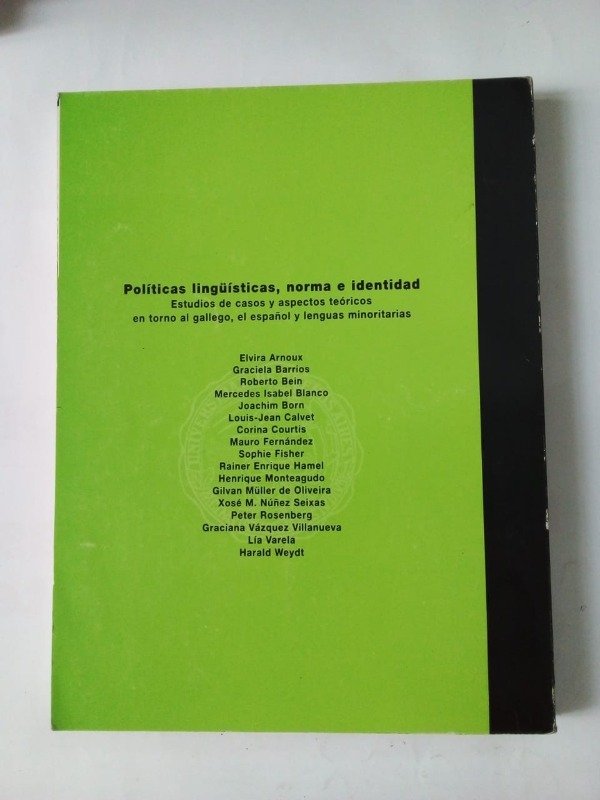 Políticas lingüísticas, norma e identidad
Estudios de casos y aspectos teóricos
en torno al gallego, el español y lenguas minoritarias
Elvira Arnoux
Graciela Barrios
Roberto Bein
Mercedes Isabel Blanco
Joachim Born
Louis-Jean Calvet
Corina Courtis
Mauro Fernández
Sophie Fisher
Rainer Enrique Hamel
Henrique Monteagudo
Gilvan Müller de Oliveira
Xosé M. Núñez Seixas
Peter Rosenberg
Graciana Vázquez Villanueva
Lía Varela
Harald Weydt